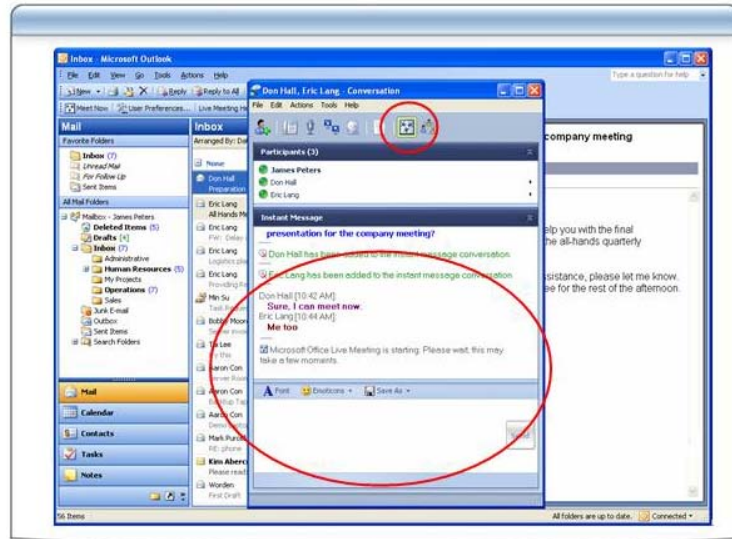 Inbox - Microsoft Outlook
File Edit View Go Tools Actions Help
Type a question for help
New Reply Reply to All
Meet Now User Preferences... Live Meeting
Mail
Favorite Folders
Inbox (7)
Unread Mail
For Follow Up
Sent Items
All Mail Folders
Mailbox - James Peters
Deleted Items (5)
Drafts [4]
Inbox (7)
Administrative
Human Resources (5)
My Projects
Operations (7)
Sales
Junk E-mail
Outbox
Sent Items
Search Folders
Mail
Calendar
Contacts
Tasks
Notes
56 Items
Inbox
Arranged By:
None
Don Hall
Preparation
Eric Lang
All Hands
Eric Lang
Eric Lang
Eric Lang
Providing
Min Su
Bobby
Lee
Aaron Con
Aaron Con
Aaron Con
Mark
RE: phone
Kim
Please read
Worden
First Draft
Don Hall, Eric Lang - Conversation
File Edit Actions Tools Help
Participants (3)
James Peters
Don Hall
Eric Lang
Instant Message
presentation for the company meeting?
Don Hall has been added to the instant message conversation.
Eric Lang has been added to the instant message conversation.
Don Hall [10:42 AM]:
Sure, I can meet now.
Eric Lang [10:44 AM]:
Me too
Microsoft Office Live Meeting is starting. Please wait, this may
take a few moments.
Font Emoticons Save As
company meeting
help you with the final
the all-hands quarterly
assistance, please let me know.
free for the rest of the afternoon.
All folders are up to date. Connected